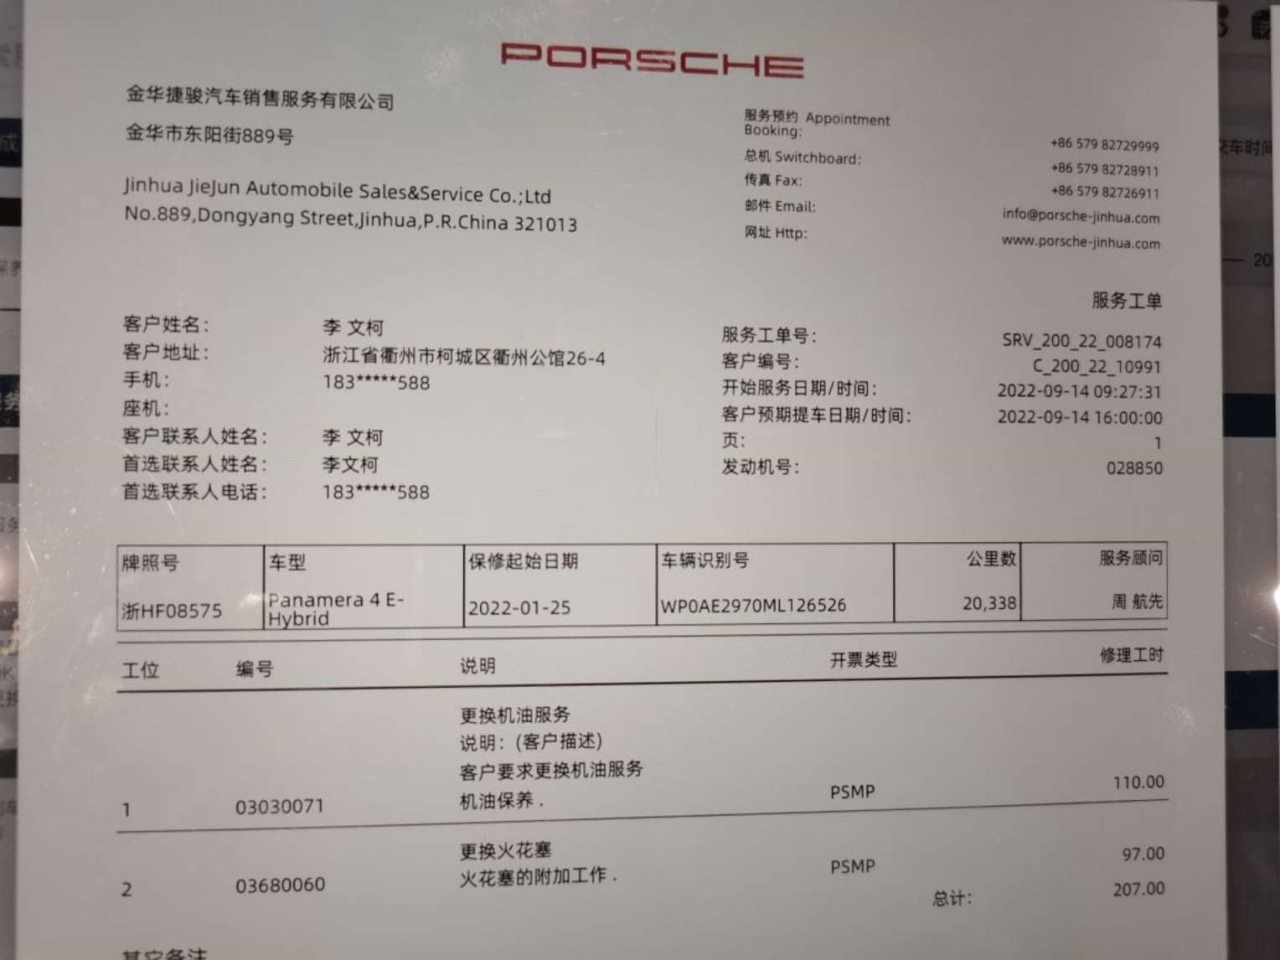 PORSCHE
金华捷骏汽车销售服务有限公司
金华市东阳街889号
Jinhua JieJun Automobile Sales&Service Co.;Ltd
No.889,Dongyang Street,Jinhua,P.R.China 321013
服务预约 Appointment Booking: +86 579 82729999
总机 Switchboard: +86 579 82728911
传真 Fax: +86 579 82726911
邮件 Email: info@porsche-jinhua.com
网址 Http: www.porsche-jinhua.com
服务工单
客户姓名: 李 文柯
客户地址: 浙江省衢州市柯城区衢州公馆26-4
手机: 183*****588
座机:
客户联系人姓名: 李 文柯
首选联系人姓名: 李文柯
首选联系人电话: 183*****588
服务工单号: SRV_200_22_008174
客户编号: C_200_22_10991
开始服务日期/时间: 2022-09-14 09:27:31
客户预期提车日期/时间: 2022-09-14 16:00:00
页: 1
发动机号: 028850
牌照号 车型 保修起始日期 车辆识别号 公里数 服务顾问
浙HF08575 Panamera 4 E-Hybrid 2022-01-25 WP0AE2970ML126526 20,338 周 航先
工位 编号 说明 开票类型 修理工时
更换机油服务
说明: (客户描述)
客户要求更换机油服务
1 03030071 机油保养 . PSMP 110.00
更换火花塞
2 03680060 火花塞的附加工作 . PSMP 97.00
总计: 207.00
其它备注